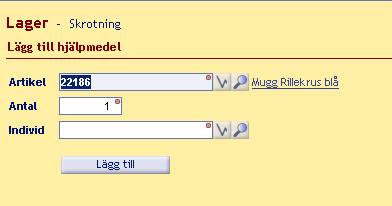 Lager - Skrotning
Lägg till hjälpmedel
Artikel 22186 Mugg Rillekrus blå
Antal 1
Individ
Lägg till